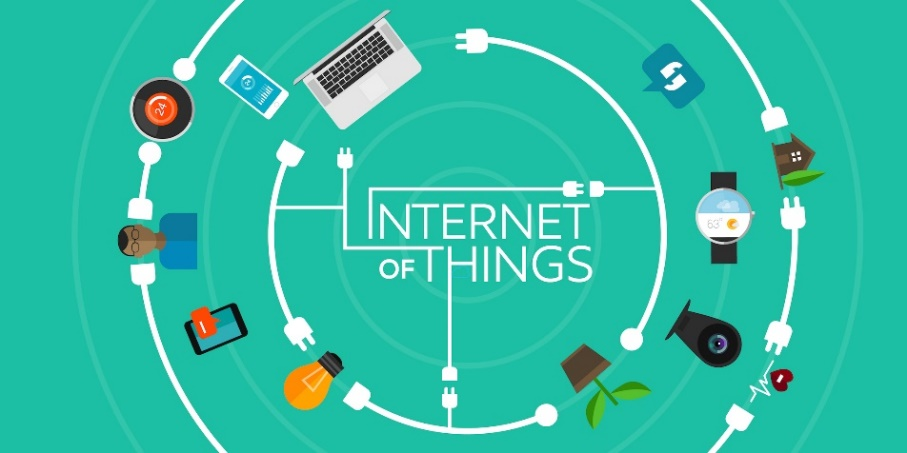 24
INTERNET
OF THINGS
63°